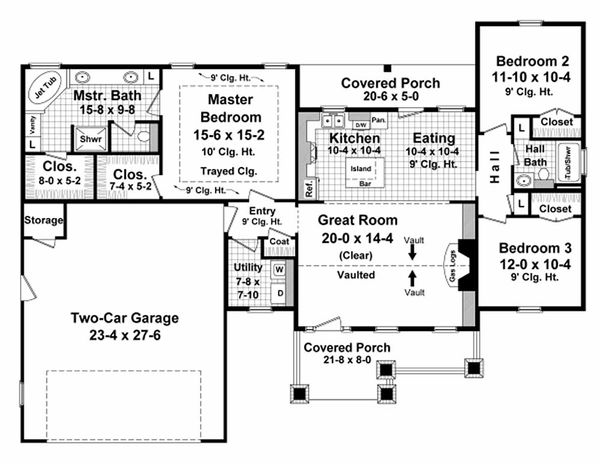 Jet Tub
Mstr. Bath
15-8 x 9-8
L
Vanity
L
Shwr
Clos.
8-0 x 5-2
Clos.
7-4 x 5-2
9' Clg. Ht.
Master
Bedroom
15-6 x 15-2
10' Clg. Ht.
Trayed Clg.
9' Clg. Ht.
Covered Porch
20-6 x 5-0
D/W
Pan.
Kitchen
10-4 x 10-4
Island
Bar
Ref.
Eating
10-4 x 10-4
9' Clg. Ht.
Bedroom 2
11-10 x 10-4
9' Clg. Ht.
Closet
L
Hall
Hall
Bath
Tub/Shwr
L
Closet
Bedroom 3
12-0 x 10-4
9' Clg. Ht.
Storage
Entry
9' Clg. Ht.
Coat
Utility
7-8 x
7-10
W
D
Great Room
20-0 x 14-4
(Clear)
Vaulted
Vault
Vault
Gas Logs
Two-Car Garage
23-4 x 27-6
Covered Porch
21-8 x 8-0